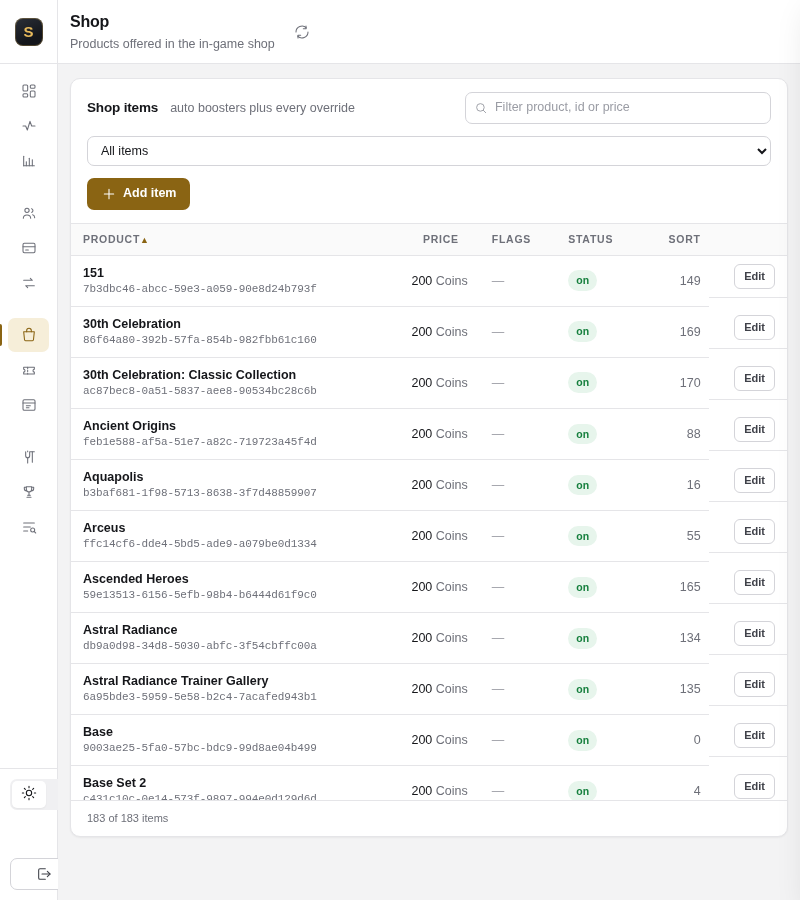 S
Shop
Products offered in the in-game shop
Shop items auto boosters plus every override
Filter product, id or price
All items
Add item
PRODUCT▲ PRICE FLAGS STATUS SORT
151
7b3dbc46-abcc-59e3-a059-90e8d24b793f
200 Coins — on 149 Edit
30th Celebration
86f64a80-392b-57fa-854b-982fbb61c160
200 Coins — on 169 Edit
30th Celebration: Classic Collection
ac87bec8-0a51-5837-aee8-90534bc28c6b
200 Coins — on 170 Edit
Ancient Origins
feb1e588-af5a-51e7-a82c-719723a45f4d
200 Coins — on 88 Edit
Aquapolis
b3baf681-1f98-5713-8638-3f7d48859907
200 Coins — on 16 Edit
Arceus
ffc14cf6-dde4-5bd5-ade9-a079be0d1334
200 Coins — on 55 Edit
Ascended Heroes
59e13513-6156-5efb-98b4-b6444d61f9c0
200 Coins — on 165 Edit
Astral Radiance
db9a0d98-34d8-5030-abfc-3f54cbffc00a
200 Coins — on 134 Edit
Astral Radiance Trainer Gallery
6a95bde3-5959-5e58-b2c4-7acafed943b1
200 Coins — on 135 Edit
Base
9003ae25-5fa0-57bc-bdc9-99d8ae04b499
200 Coins — on 0 Edit
Base Set 2
c431c10c-0e14-573f-9897-994e0d129d6d
200 Coins — on 4 Edit
183 of 183 items